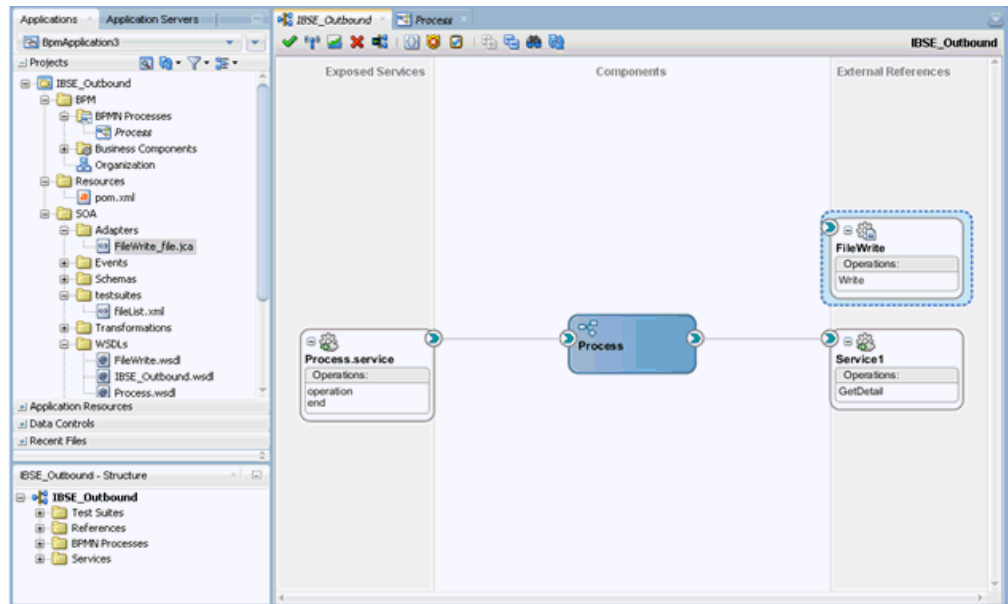 Applications
Application Servers
BpmApplication3
Projects
IBSE_Outbound
BPM
BPMN Processes
Process
Business Components
Organization
Resources
pom.xml
SOA
Adapters
FileWrite_file.jca
Events
Schemas
testsuites
fileList.xml
Transformations
WSDLs
FileWrite.wsdl
IBSE_Outbound.wsdl
Process.wsdl
Application Resources
Data Controls
Recent Files
IBSE_Outbound - Structure
IBSE_Outbound
Test Suites
References
BPMN Processes
Services
IBSE_Outbound
Process
IBSE_Outbound
Exposed Services
Components
External References
FileWrite
Operations:
Write
Process.service
Operations:
operation
end
Process
Service1
Operations:
GetDetail